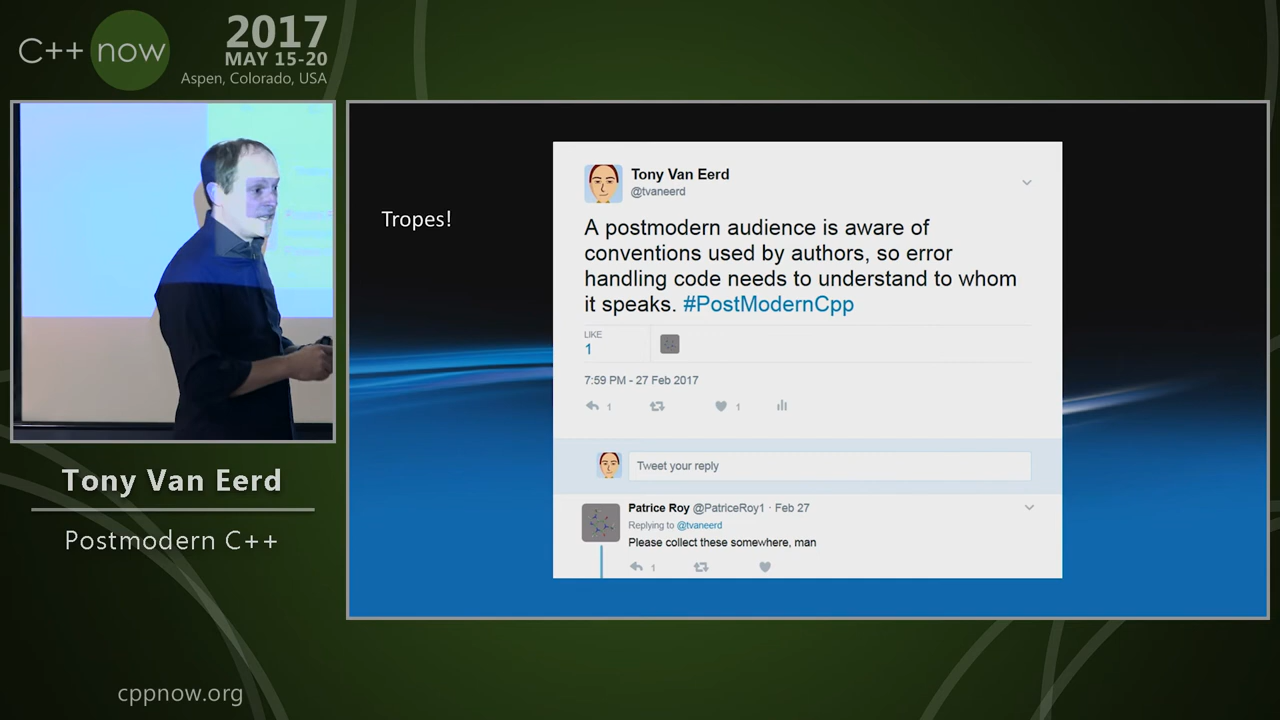 C++ now
2017
MAY 15-20
Aspen, Colorado, USA
Tropes!
Tony Van Eerd
@tvaneerd
A postmodern audience is aware of
conventions used by authors, so error
handling code needs to understand to whom
it speaks. #PostModernCpp
LIKE
1
7:59 PM - 27 Feb 2017
1
1
Tweet your reply
Patrice Roy @PatriceRoy1 · Feb 27
Replying to @tvaneerd
Please collect these somewhere, man
1
Tony Van Eerd
Postmodern C++
cppnow.org